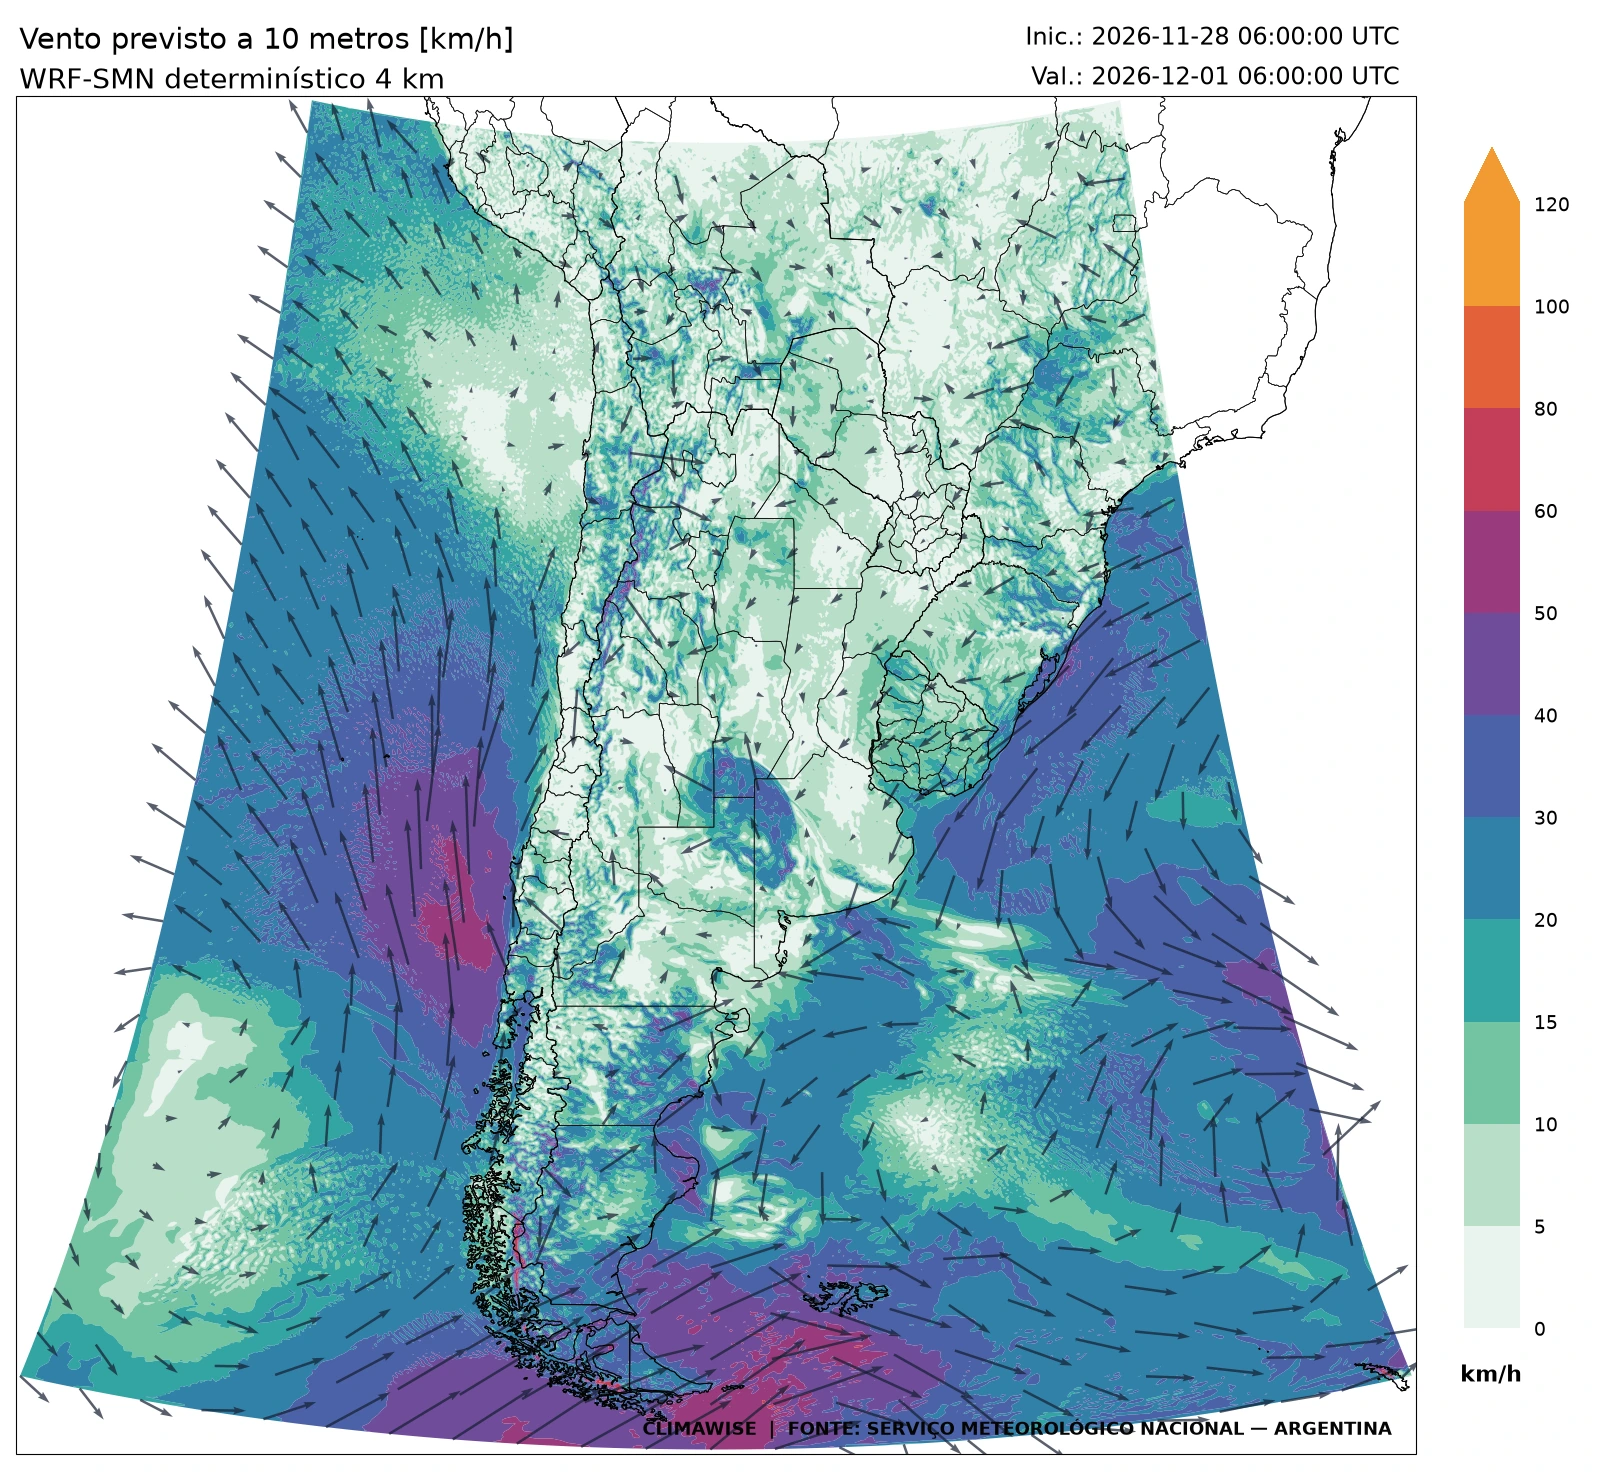 Vento previsto a 10 metros [km/h]
WRF-SMN determinístico 4 km
Inic.: 2026-11-28 06:00:00 UTC
Val.: 2026-12-01 06:00:00 UTC
120
100
80
60
50
40
30
20
15
10
5
0
km/h
CLIMAWISE | FONTE: SERVIÇO METEOROLÓGICO NACIONAL — ARGENTINA